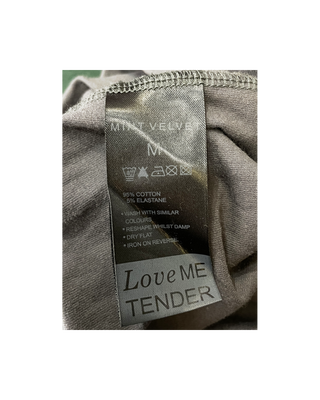 MINT VELVET
M
95% COTTON
5% ELASTANE
• WASH WITH SIMILAR
COLOURS
• RESHAPE WHILST DAMP
• DRY FLAT
• IRON ON REVERSE
Love ME
TENDER